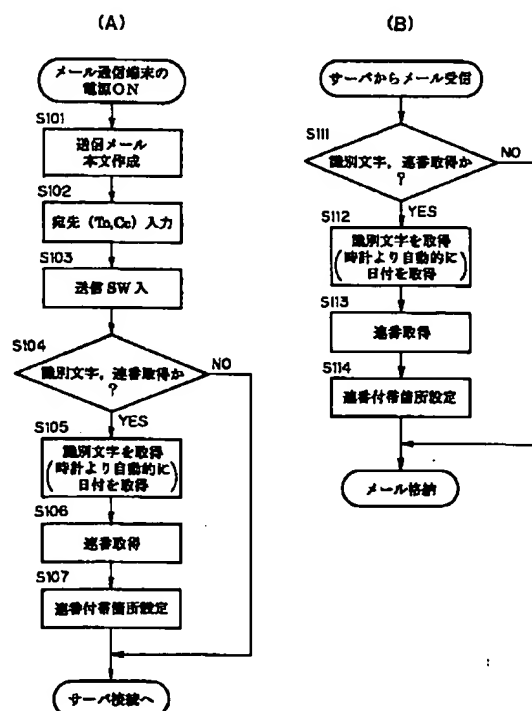 (A)
メール送信端末の
電源ON
S101
送信メール
本文作成
S102
宛先 (To,Cc) 入力
S103
送信SW入
S104
識別文字, 連番取得か
?
NO
YES
S105
識別文字を取得
(時計より自動的に
日付を取得)
S106
連番取得
S107
連番付帯箇所設定
サーバ接続へ
(B)
サーバからメール受信
S111
識別文字, 連番取得か
?
NO
YES
S112
識別文字を取得
(時計より自動的に
日付を取得)
S113
連番取得
S114
連番付帯箇所設定
メール格納